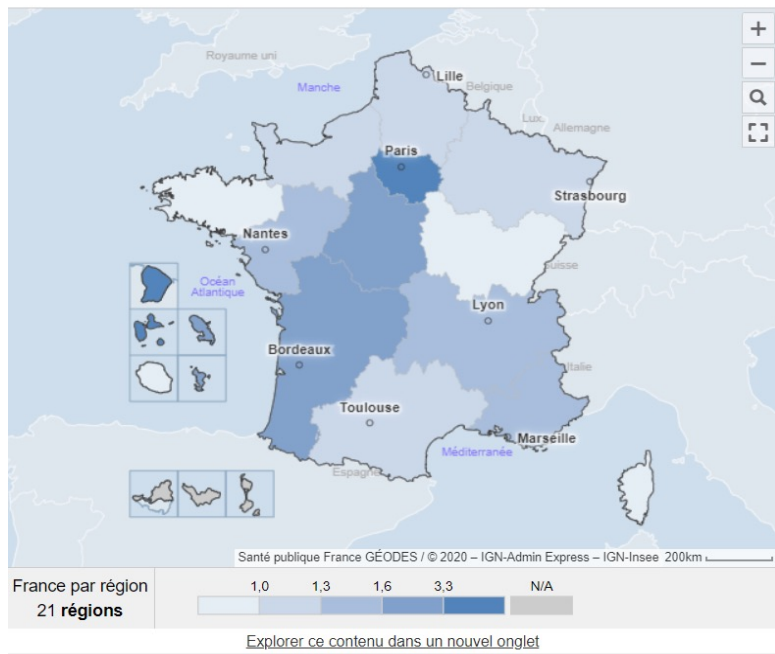 +
−
Royaume uni
Lille
Manche
Belgique
Lux.
Allemagne
Paris
Strasbourg
Nantes
Suisse
Océan
Atlantique
Lyon
Bordeaux
Italie
Toulouse
Marseille
Méditerranée
Espagne
Santé publique France GÉODES / © 2020 – IGN-Admin Express – IGN-Insee 200km
France par région
21 régions
1,0 1,3 1,6 3,3 N/A
Explorer ce contenu dans un nouvel onglet